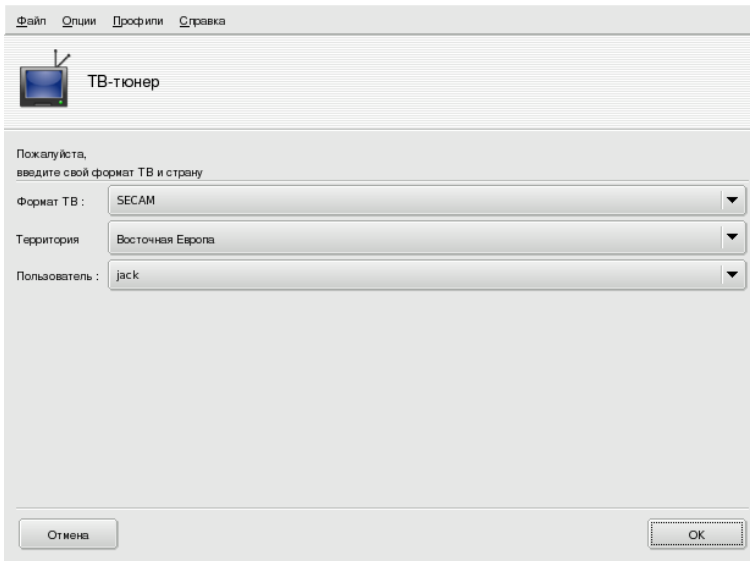 Файл Опции Профили Справка
ТВ-тюнер
Пожалуйста,
введите свой формат ТВ и страну
Формат ТВ : SECAM
Территория Восточная Европа
Пользователь : jack
Отмена OK